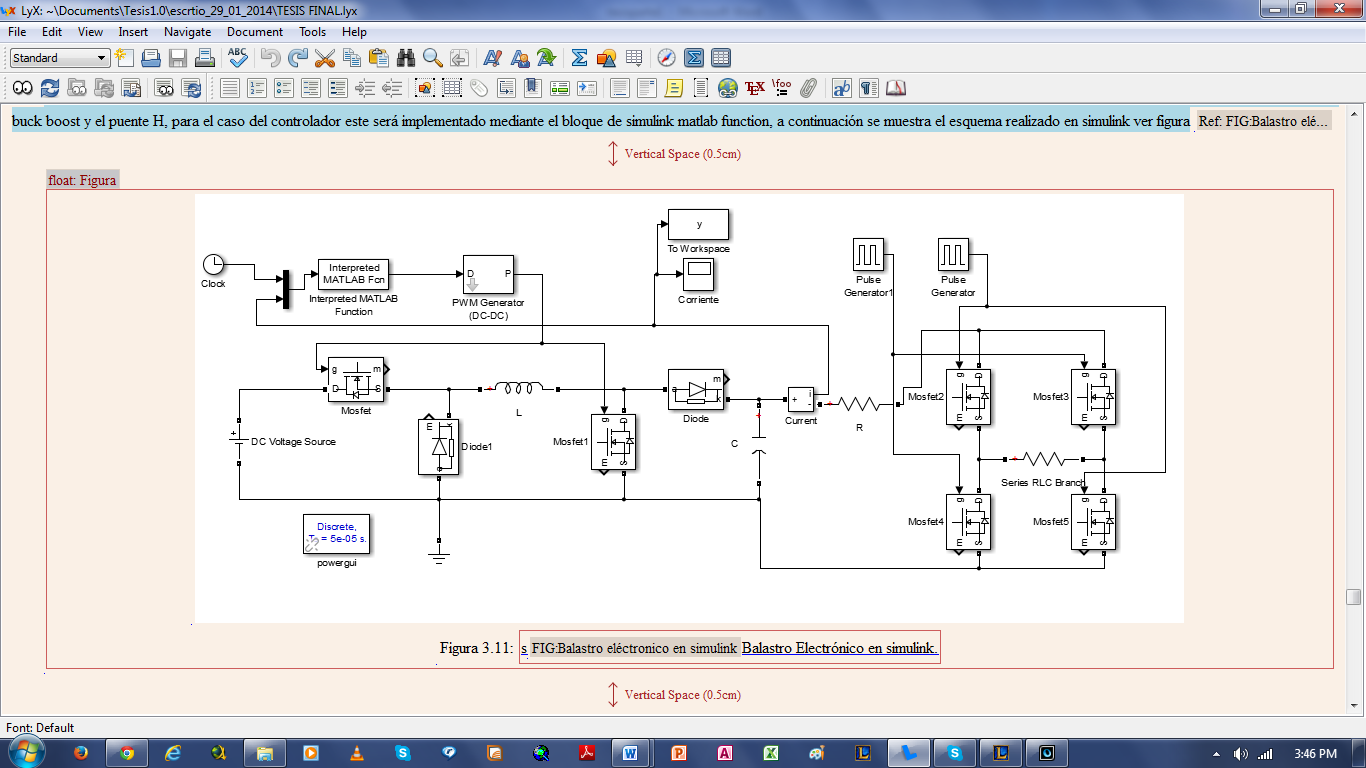 LyX: ~\Documents\Tesis1.0\escrtio_29_01_2014\TESIS FINAL.lyx
File Edit View Insert Navigate Document Tools Help
Standard
ABC
TEX \foo
ab
buck boost y el puente H, para el caso del controlador este será implementado mediante el bloque de simulink matlab function, a continuación se muestra el esquema realizado en simulink ver figura Ref: FIG:Balastro elé...
Vertical Space (0.5cm)
float: Figura
y
To Workspace
Clock
Interpreted
MATLAB Fcn
Interpreted MATLAB
Function
D P
PWM Generator
(DC-DC)
Corriente
Pulse
Generator1
Pulse
Generator
g m
D S
Mosfet
L
m
a k
Diode
+ i
-
Current
R
g D
m S
Mosfet2
g D
m S
Mosfet3
+
DC Voltage Source
m k
a
Diode1
g D
m S
Mosfet1
C
Series RLC Branch
g D
m S
Mosfet4
g D
m S
Mosfet5
Discrete,
= 5e-05 s.
powergui
Figura 3.11: s FIG:Balastro eléctronico en simulink Balastro Electrónico en simulink.
Vertical Space (0.5cm)
Font: Default
3:46 PM